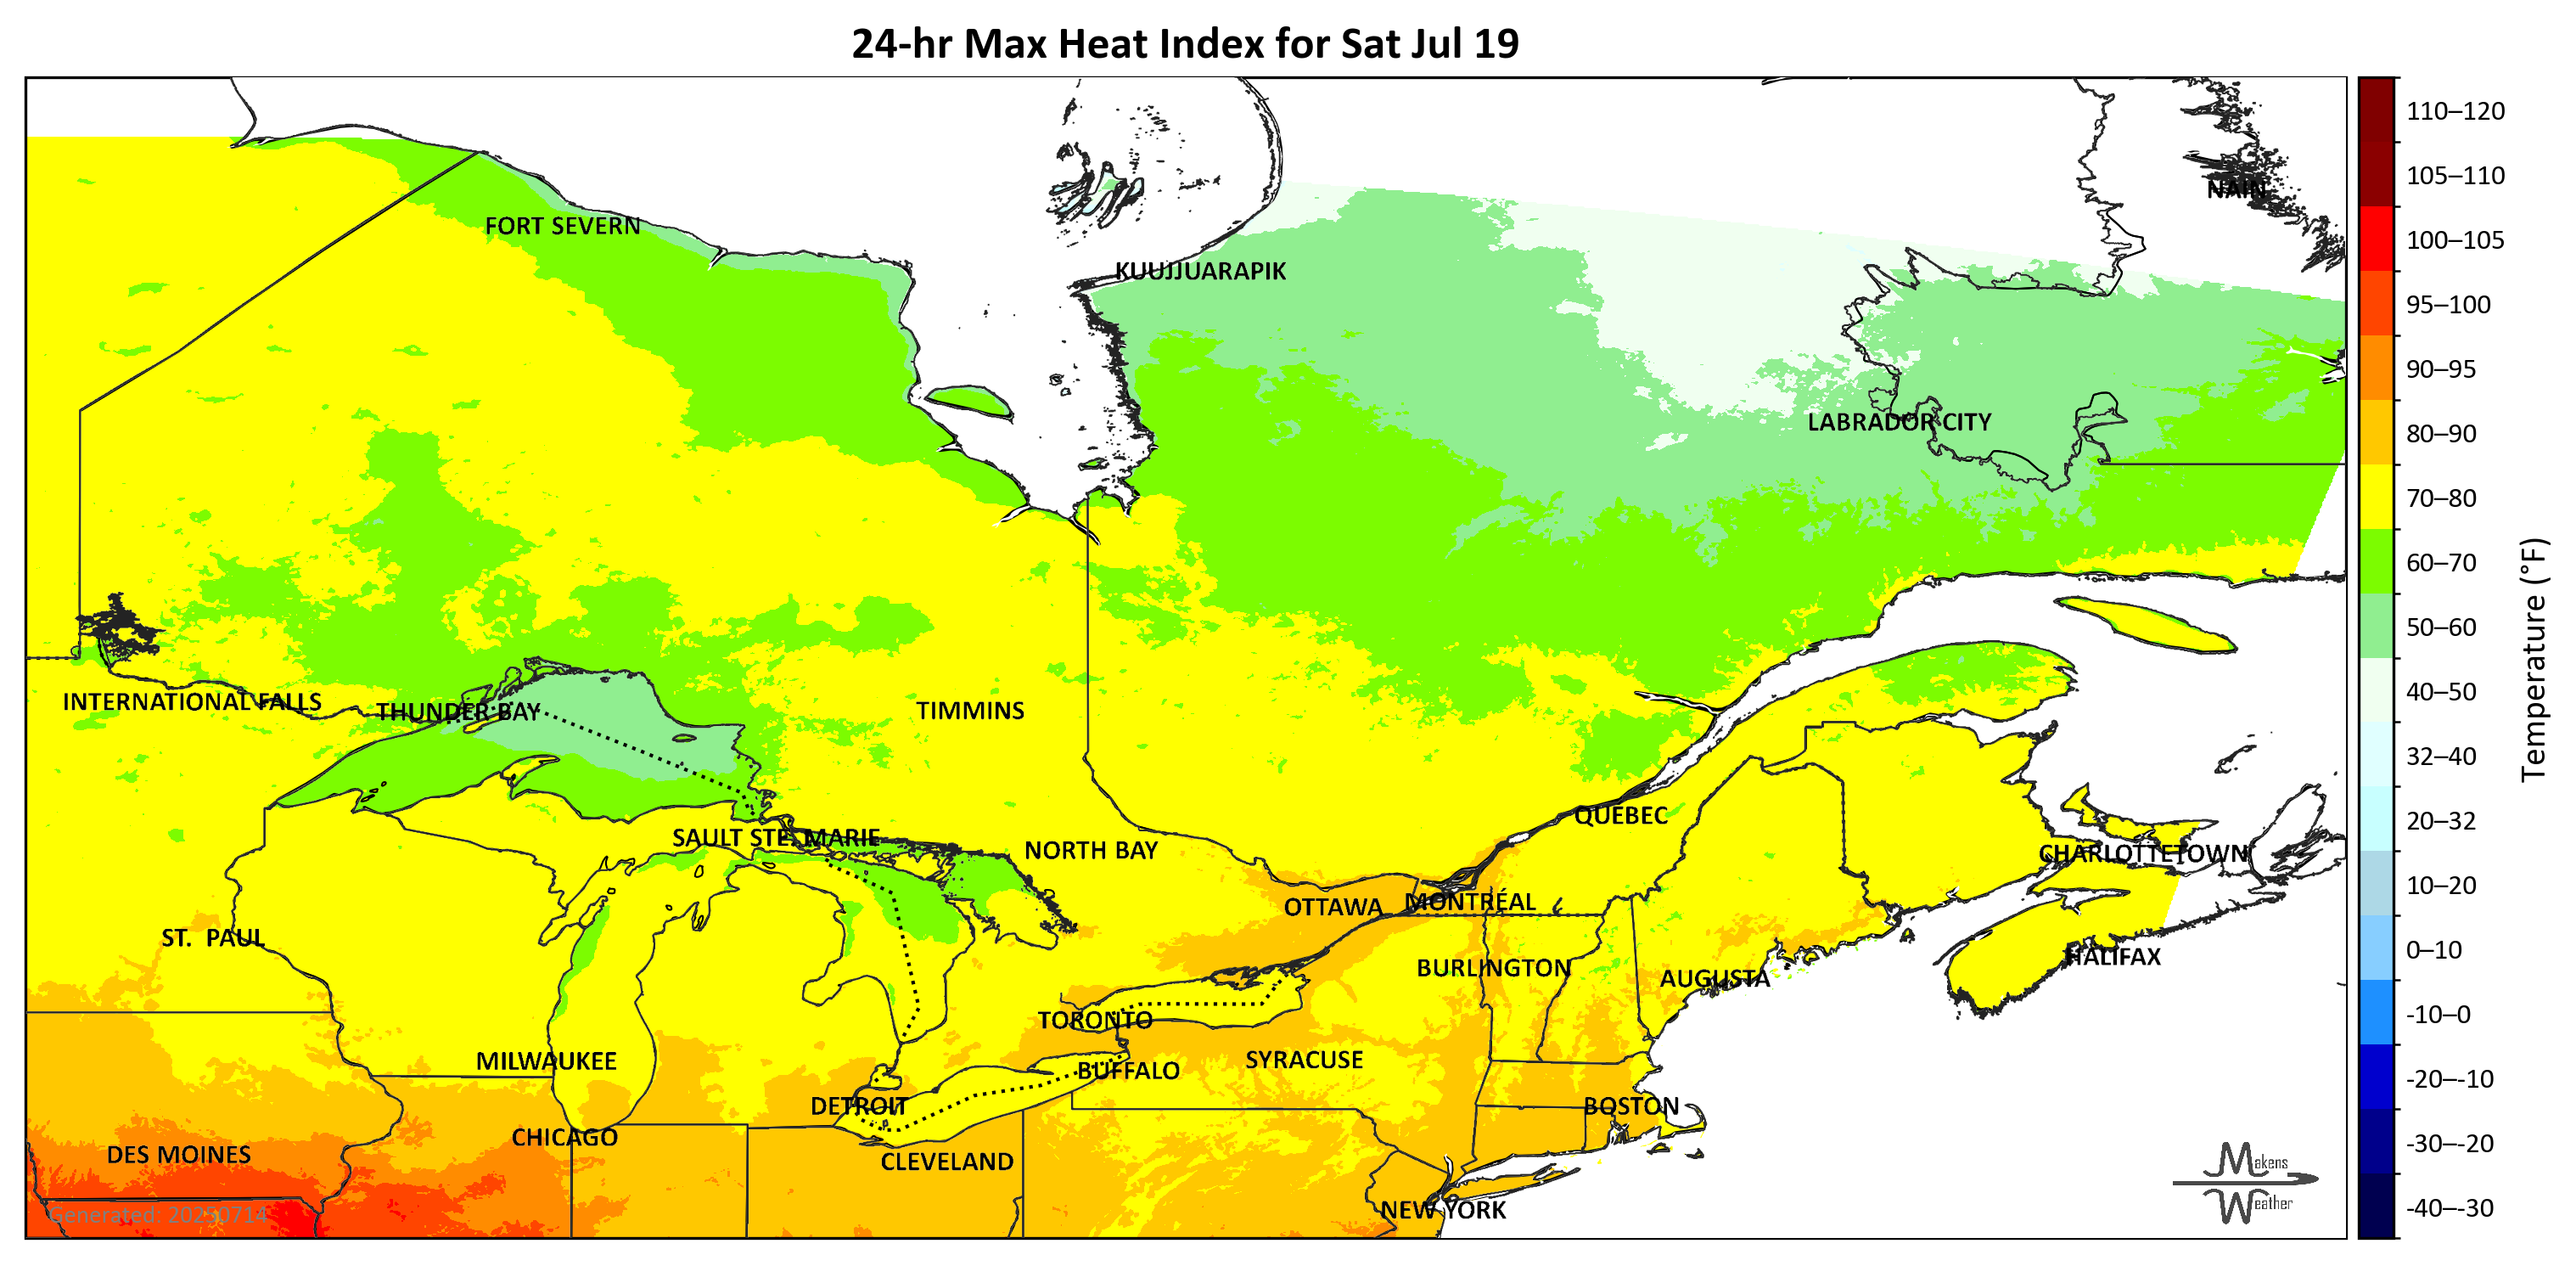 24-hr Max Heat Index for Sat Jul 19
110–120
105–110
NAIN
FORT SEVERN
100–105
KUUJJUARAPIK
95–100
90–95
LABRADOR CITY
80–90
70–80
60–70
50–60
Temperature (°F)
40–50
INTERNATIONAL FALLS
THUNDER BAY
TIMMINS
32–40
QUÉBEC
20–32
SAULT STE. MARIE
NORTH BAY
CHARLOTTETOWN
10–20
OTTAWA
MONTRÉAL
ST. PAUL
0–10
HALIFAX
BURLINGTON
AUGUSTA
-10–0
TORONTO
MILWAUKEE
SYRACUSE
BUFFALO
-20–-10
DETROIT
BOSTON
CHICAGO
-30–-20
DES MOINES
CLEVELAND
Makens
Weather
NEW YORK
-40–-30
Generated: 20250714